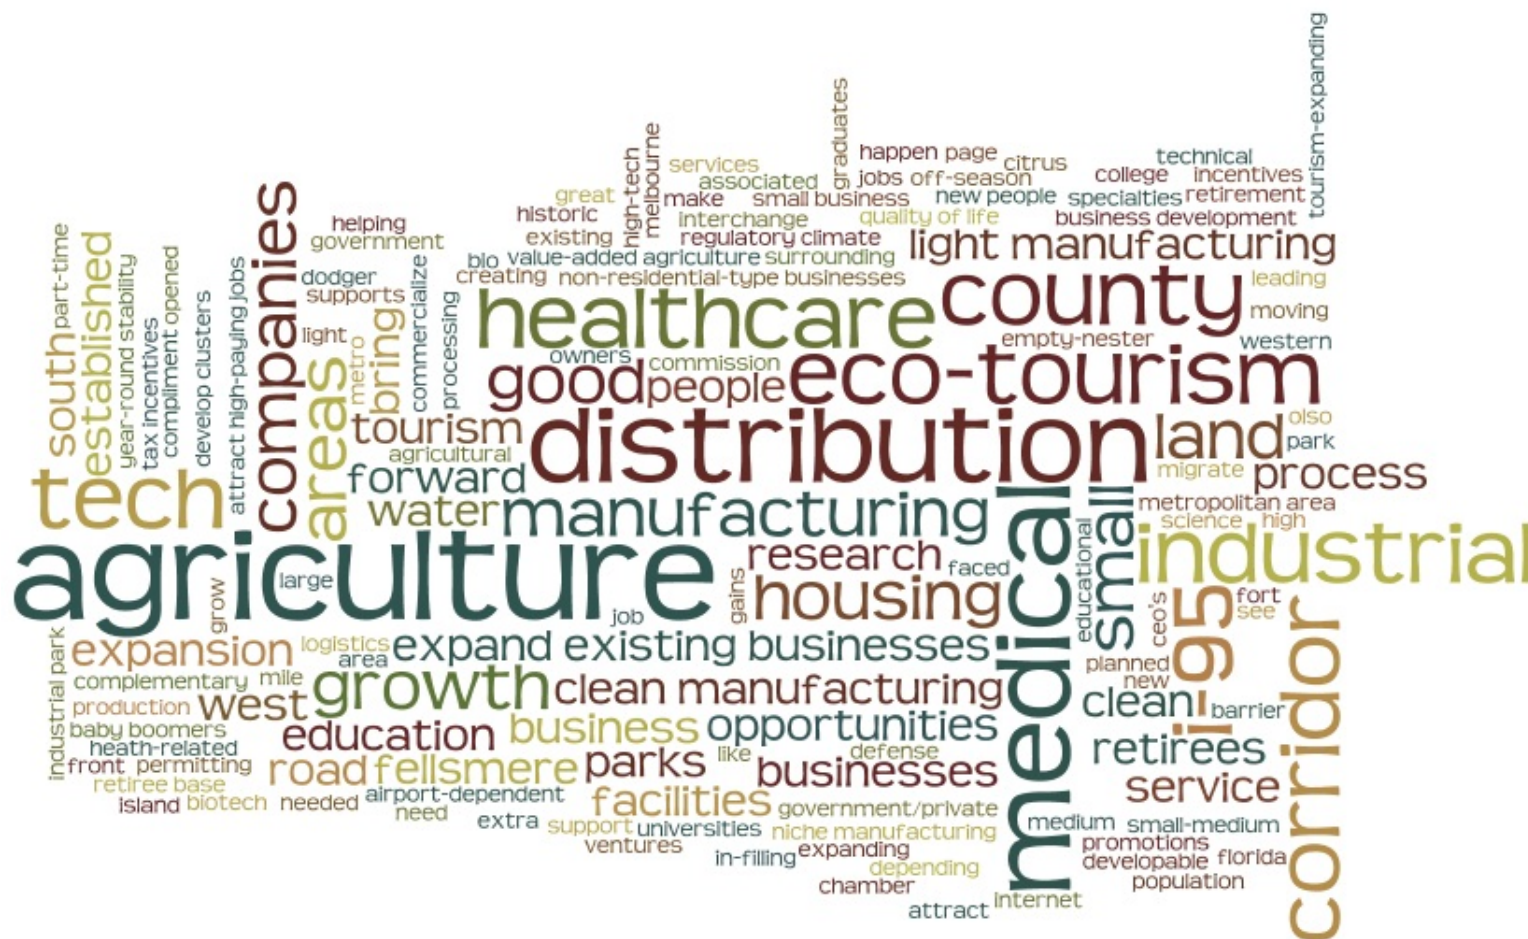 tourism-expanding
graduates
happen
page
citrus
technical
high-tech
melbourne
services
associated
jobs
off-season
college
incentives
great
make
small business
new people
specialties
retirement
companies
helping
historic
interchange
quality of life
business development
government
existing
regulatory climate
light manufacturing
south
part-time
established
year-round stability
tax incentives
compliment
opened
develop clusters
attract high-paying jobs
bio
value-added agriculture
surrounding
dodger
commercialize
creating
non-residential-type businesses
county
leading
supports
processing
healthcare
moving
light
metro
bring
areas
owners
commission
empty-nester
western
good
people
eco-tourism
tourism
distribution
land
olso
park
agricultural
forward
migrate
process
tech
water
manufacturing
medical
small
metropolitan area
science
high
agriculture
large
grow
job
research
faced
gains
housing
educational
industrial
ceo's
i-95
fort
see
corridor
industrial park
expansion
logistics
area
expand existing businesses
planned
new
complementary
mile
growth
clean manufacturing
clean
barrier
production
west
baby boomers
education
business
opportunities
heath-related
retirees
front
permitting
road
fellsmere
parks
like
defense
businesses
retiree base
service
island
biotech
needed
airport-dependent
need
facilities
government/private
extra
support
universities
niche manufacturing
medium
small-medium
ventures
in-filling
expanding
promotions
developable
florida
depending
chamber
population
internet
attract